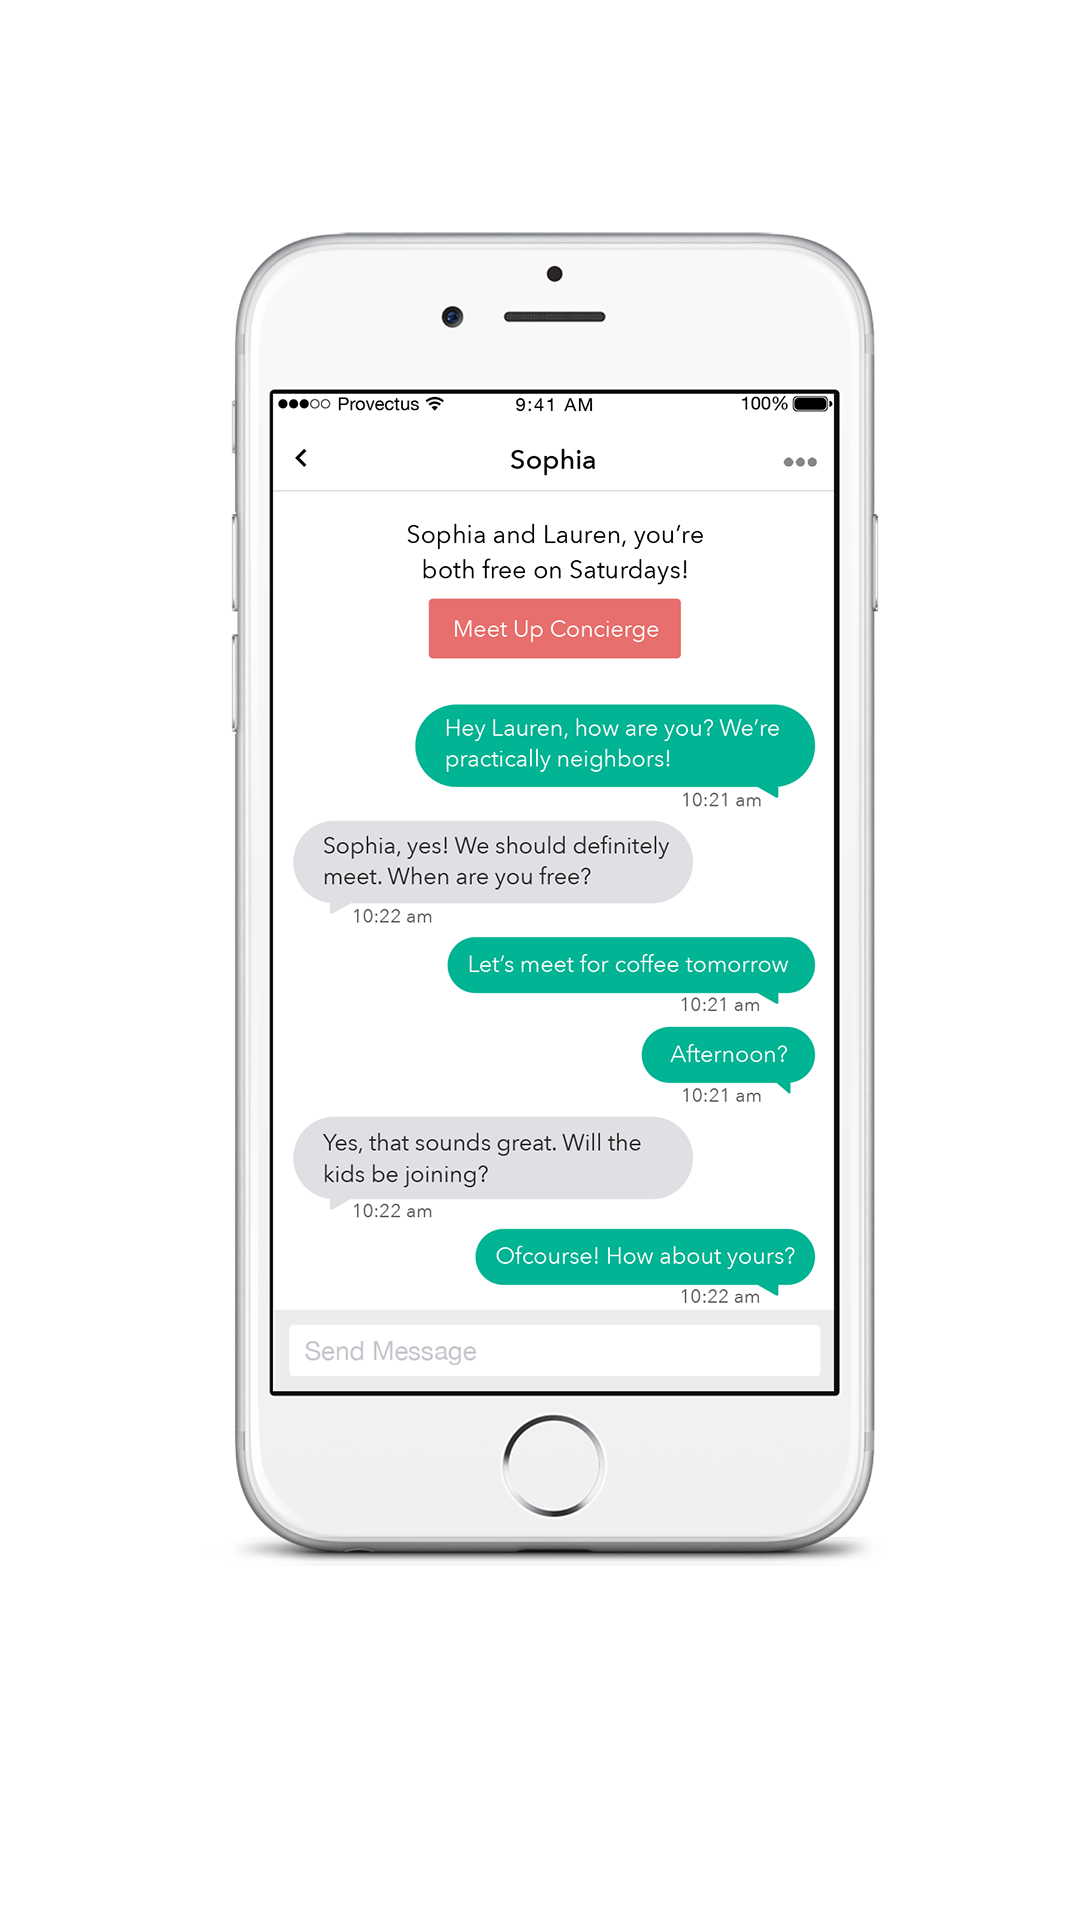 Provectus 9:41 AM 100%
Sophia
Sophia and Lauren, you're
both free on Saturdays!
Meet Up Concierge
Hey Lauren, how are you? We're
practically neighbors!
10:21 am
Sophia, yes! We should definitely
meet. When are you free?
10:22 am
Let's meet for coffee tomorrow
10:21 am
Afternoon?
10:21 am
Yes, that sounds great. Will the
kids be joining?
10:22 am
Ofcourse! How about yours?
10:22 am
Send Message